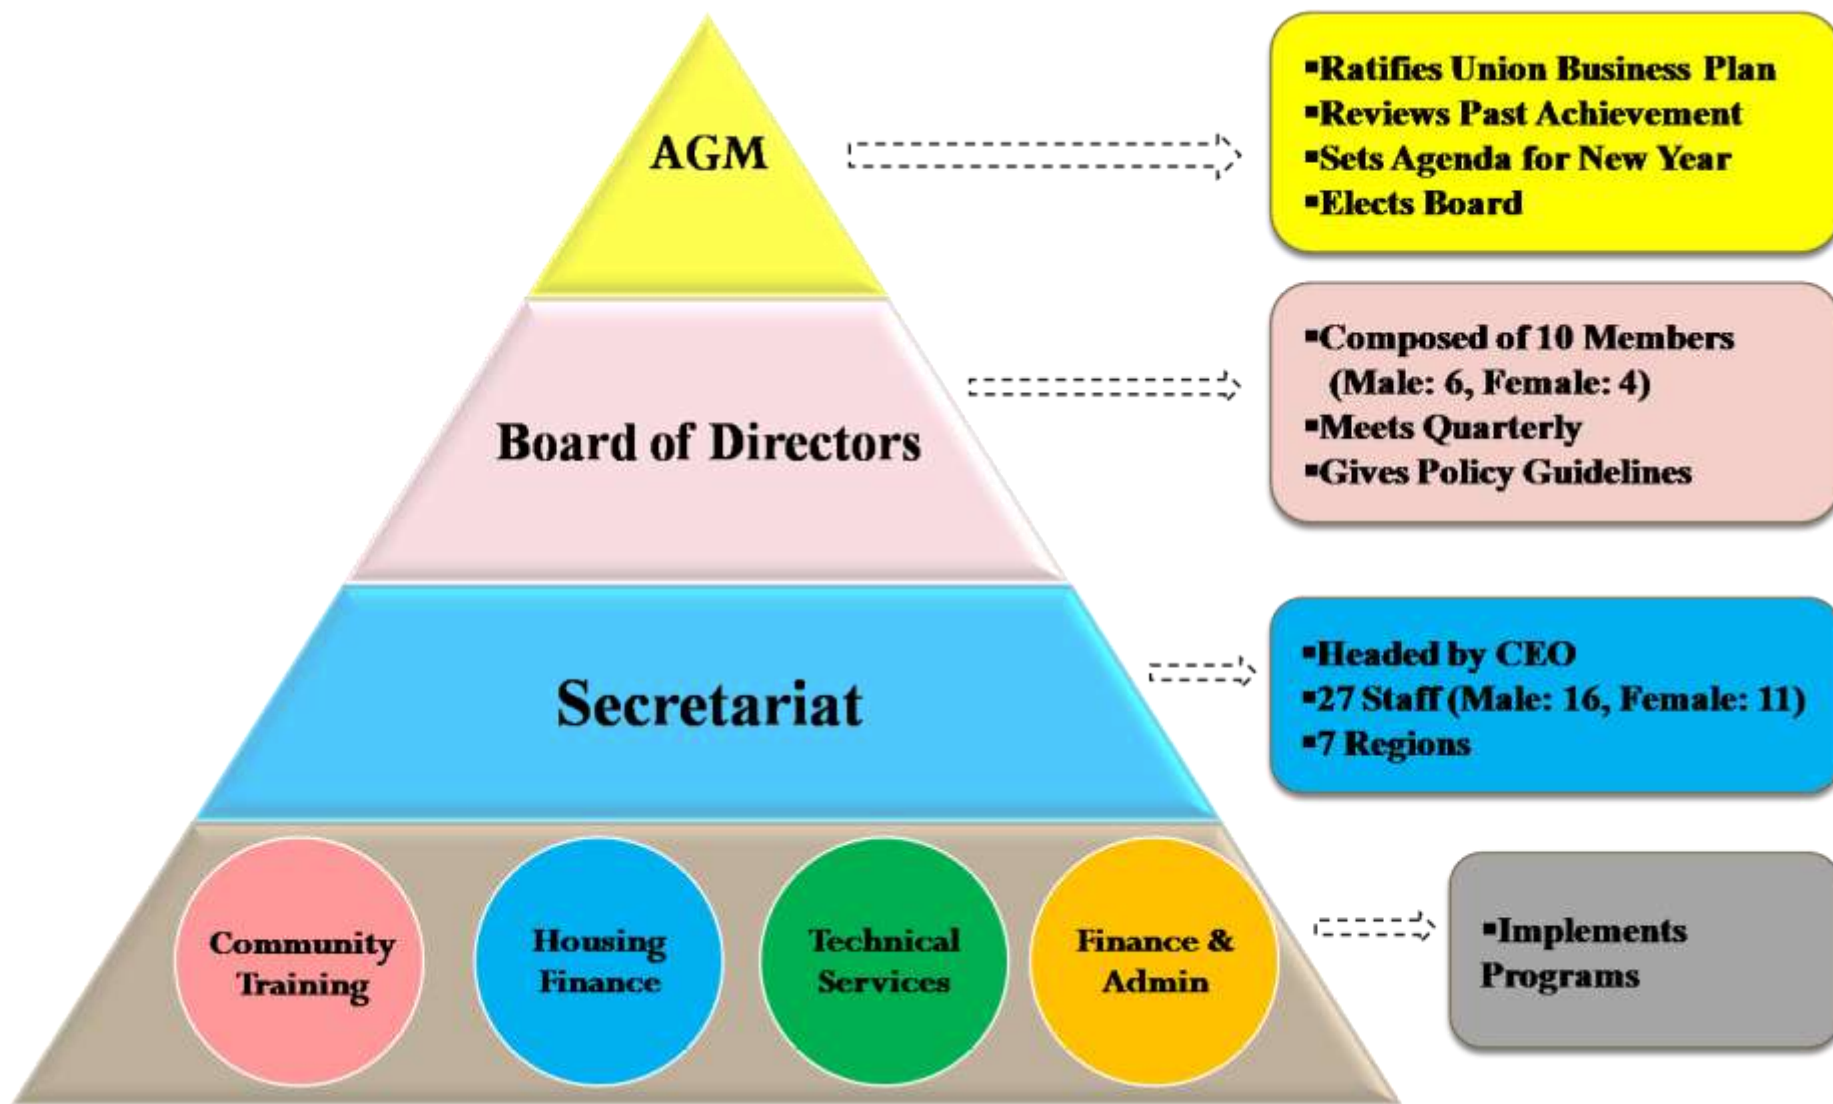 AGM
▪Ratifies Union Business Plan
▪Reviews Past Achievement
▪Sets Agenda for New Year
▪Elects Board
Board of Directors
▪Composed of 10 Members
(Male: 6, Female: 4)
▪Meets Quarterly
▪Gives Policy Guidelines
Secretariat
▪Headed by CEO
▪27 Staff (Male: 16, Female: 11)
▪7 Regions
Community
Training
Housing
Finance
Technical
Services
Finance &
Admin
▪Implements
Programs